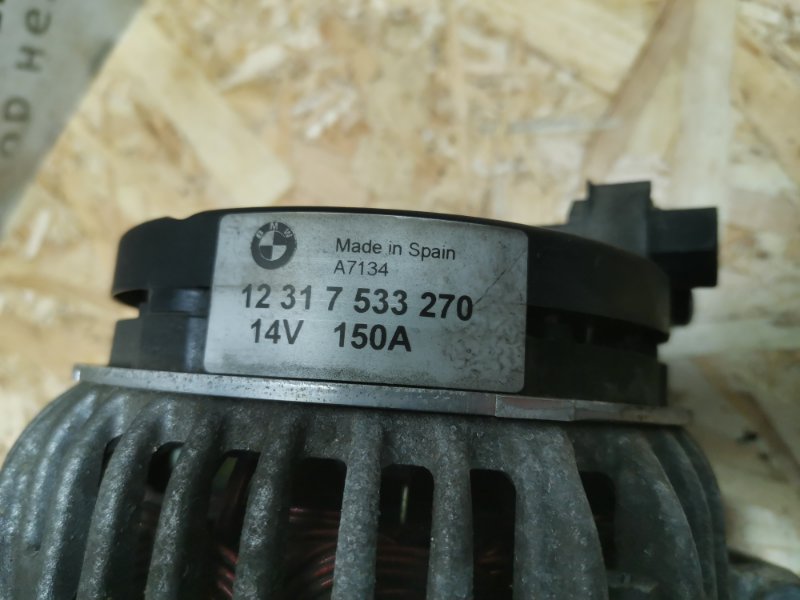 BMW
Made in Spain
A7134
12 31 7 533 270
14V 150A